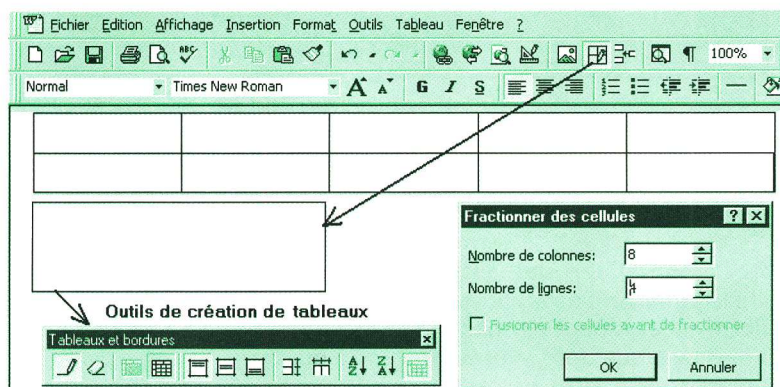 Fichier Edition Affichage Insertion Format Outils Tableau Fenêtre ?
100%
Normal Times New Roman G I S
Fractionner des cellules
Nombre de colonnes: 8
Nombre de lignes: 4
Fusionner les cellules avant de fractionner
OK Annuler
Outils de création de tableaux
Tableaux et bordures